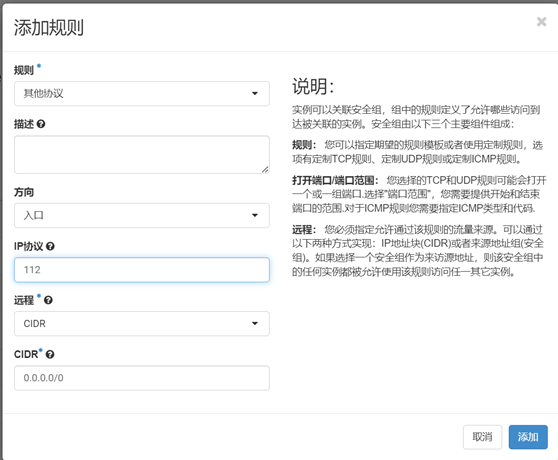 添加规则
×
规则 *
其他协议
描述
方向
入口
IP协议
112
远程 *
CIDR
CIDR*
0.0.0.0/0
说明：
实例可以关联安全组，组中的规则定义了允许哪些访问到
达被关联的实例。安全组由以下三个主要组件组成：
规则： 您可以指定期望的规则模板或者使用定制规则，选
项有定制TCP规则、定制UDP规则或定制ICMP规则。
打开端口/端口范围： 您选择的TCP和UDP规则可能会打开
一个或一组端口.选择"端口范围"，您需要提供开始和结束
端口的范围.对于ICMP规则您需要指定ICMP类型和代码.
远程： 您必须指定允许通过该规则的流量来源。可以通过
以下两种方式实现：IP地址块(CIDR)或者来源地址组(安全
组)。如果选择一个安全组作为来访源地址，则该安全组中
的任何实例都被允许使用该规则访问任一其它实例。
取消
添加